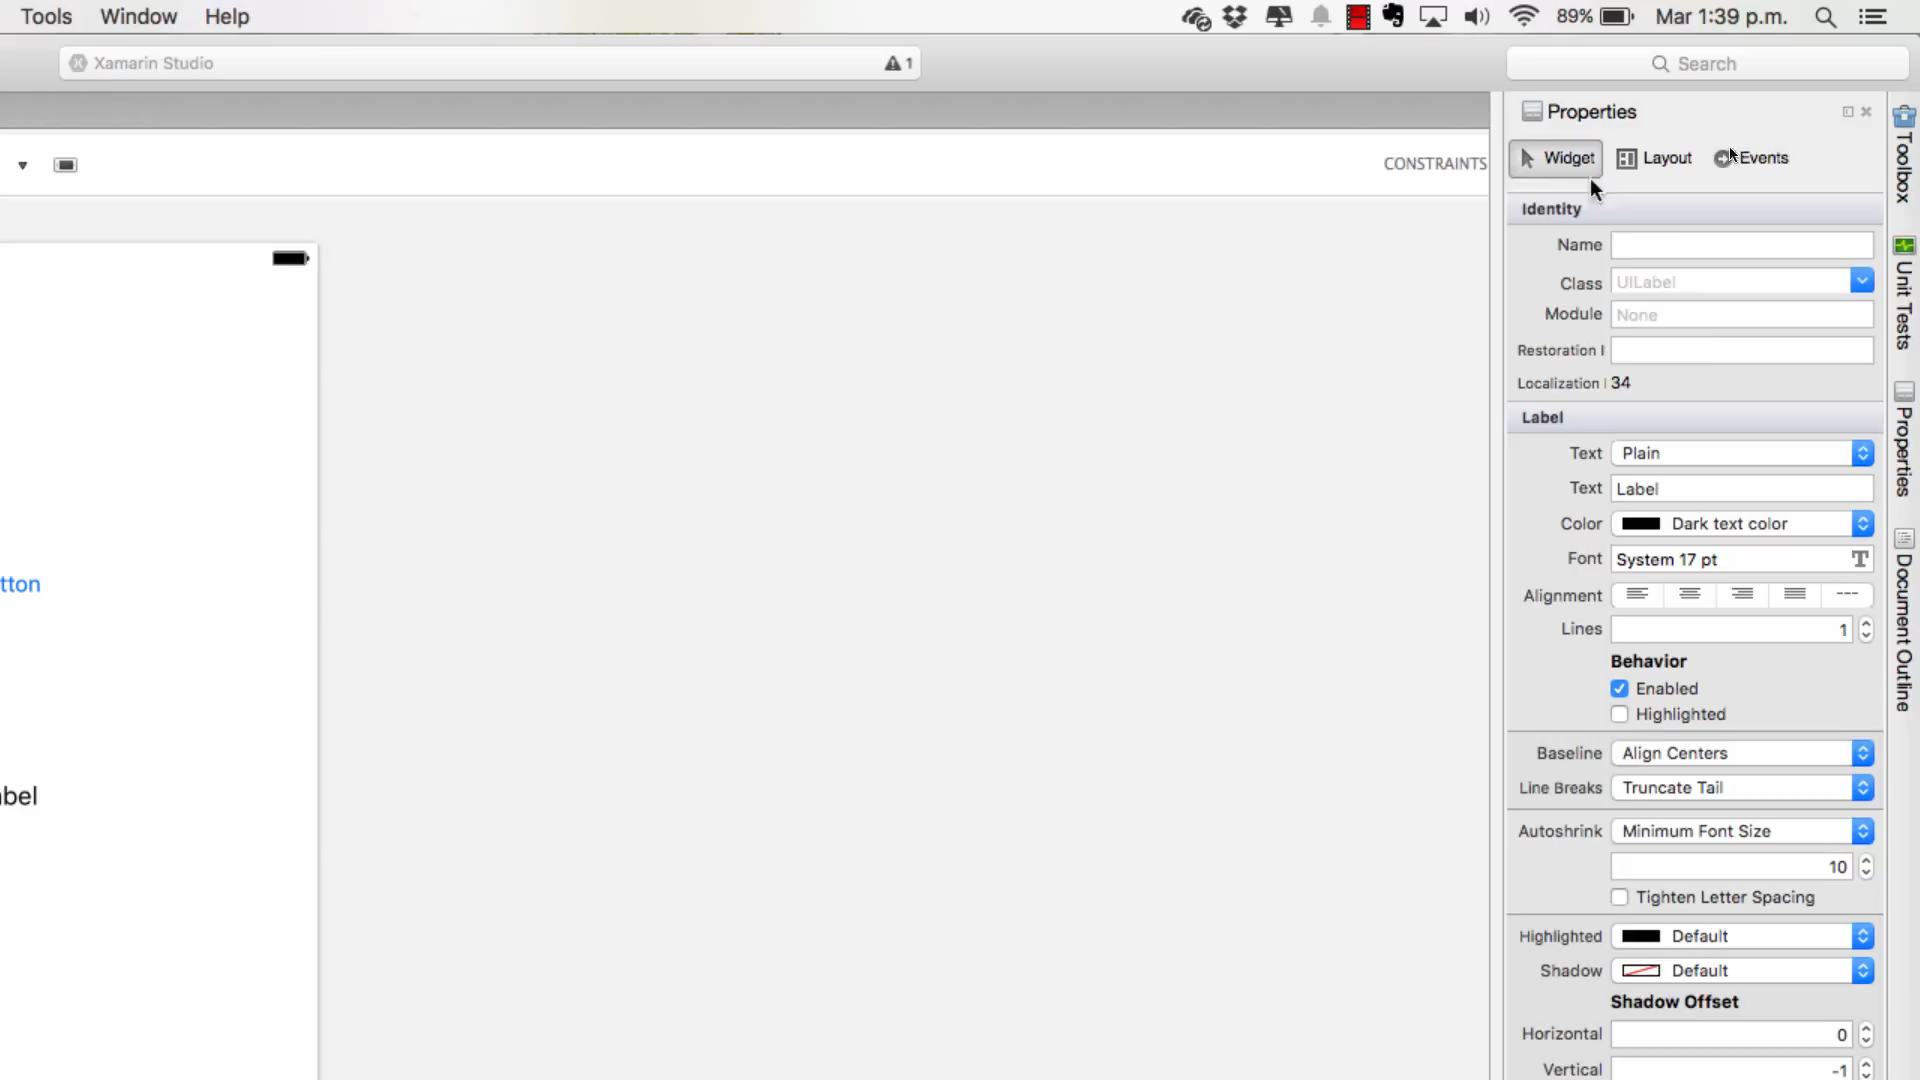 Tools Window Help 89% Mar 1:39 p.m.
Xamarin Studio 1 Search
Properties
CONSTRAINTS
Widget Layout Events
Identity
Name
Class UILabel
Module None
Restoration I
Localization I 34
Label
Text Plain
Text Label
Color Dark text color
Font System 17 pt
Alignment
Lines 1
Behavior
Enabled
Highlighted
Baseline Align Centers
Line Breaks Truncate Tail
Autoshrink Minimum Font Size
10
Tighten Letter Spacing
Highlighted Default
Shadow Default
Shadow Offset
Horizontal 0
Vertical -1
tton
abel
Toolbox
Unit Tests
Properties
Document Outline